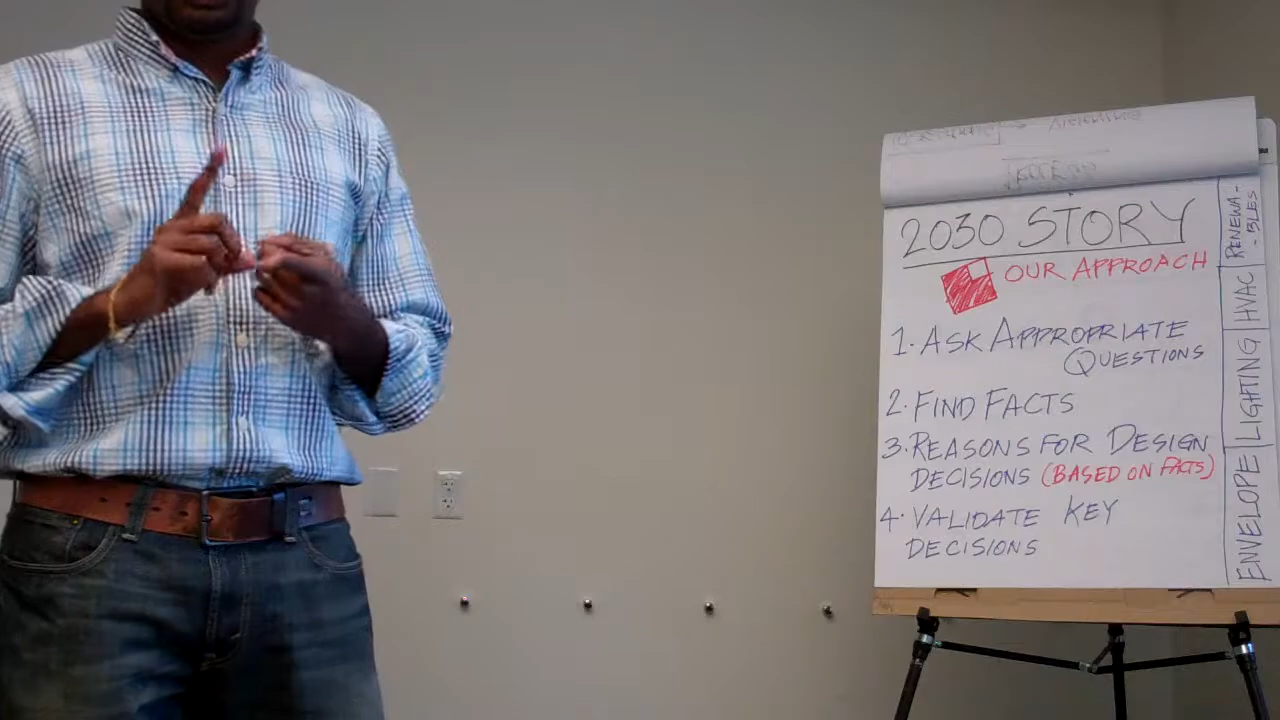 2030 STORY
OUR APPROACH
1. ASK APPROPRIATE
QUESTIONS
2. FIND FACTS
3. REASONS FOR DESIGN
DECISIONS (BASED ON FACTS)
4. VALIDATE KEY
DECISIONS
RENEWA-
-BLES
HVAC
LIGHTING
ENVELOPE